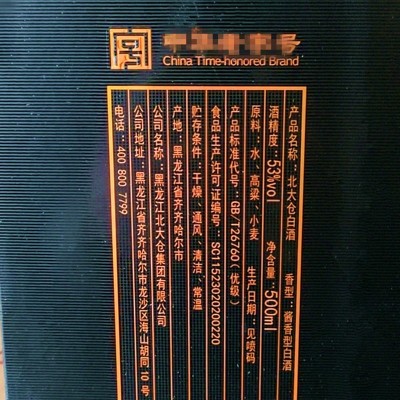 China Time-honored Brand
产品名称：北大仓白酒 香型：酱香型白酒
酒精度：53%vol 净含量：500ml
原料：水、高粱、小麦
产品标准代号：GB/T26760（优级） 生产日期：见喷码
食品生产许可证编号：SC11523020200220
贮存条件：干燥、通风、清洁、常温
产地：黑龙江省齐齐哈尔市
公司名称：黑龙江北大仓集团有限公司
公司地址：黑龙江省齐齐哈尔市龙沙区海山胡同10号
电话：400 800 7799